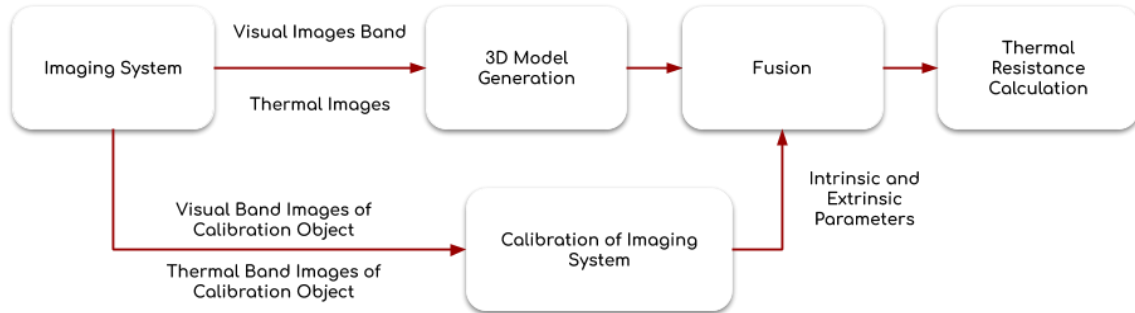 Imaging System
Visual Images Band
Thermal Images
3D Model
Generation
Fusion
Thermal
Resistance
Calculation
Visual Band Images of
Calibration Object
Thermal Band Images of
Calibration Object
Calibration of Imaging
System
Intrinsic and
Extrinsic
Parameters